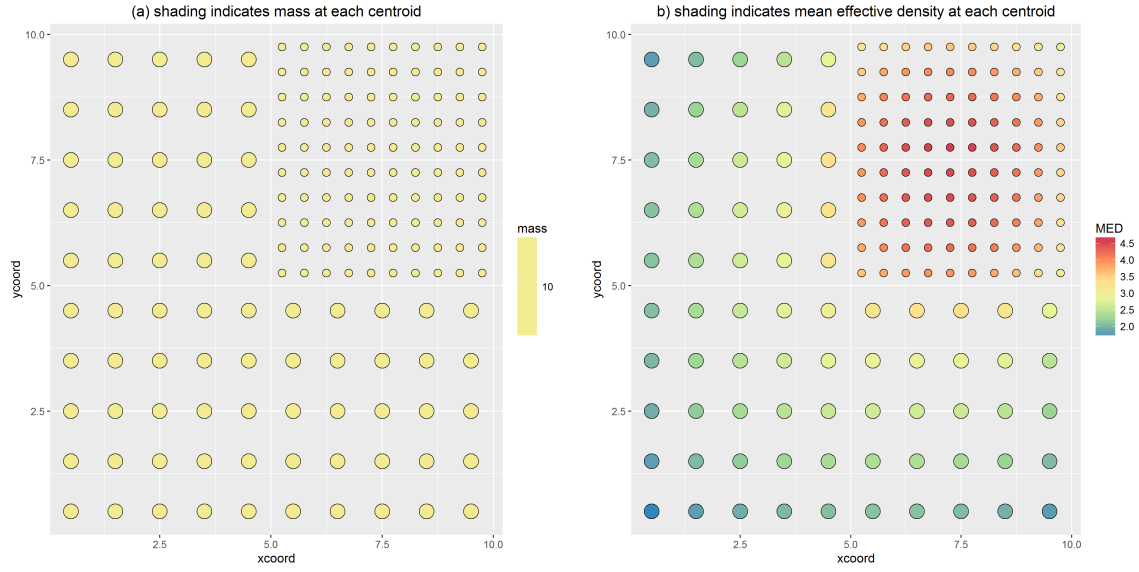 (a) shading indicates mass at each centroid
10.0
7.5
5.0
2.5
ycoord
2.5
5.0
7.5
10.0
xcoord
mass
10
b) shading indicates mean effective density at each centroid
10.0
7.5
5.0
2.5
ycoord
2.5
5.0
7.5
10.0
xcoord
MED
4.5
4.0
3.5
3.0
2.5
2.0